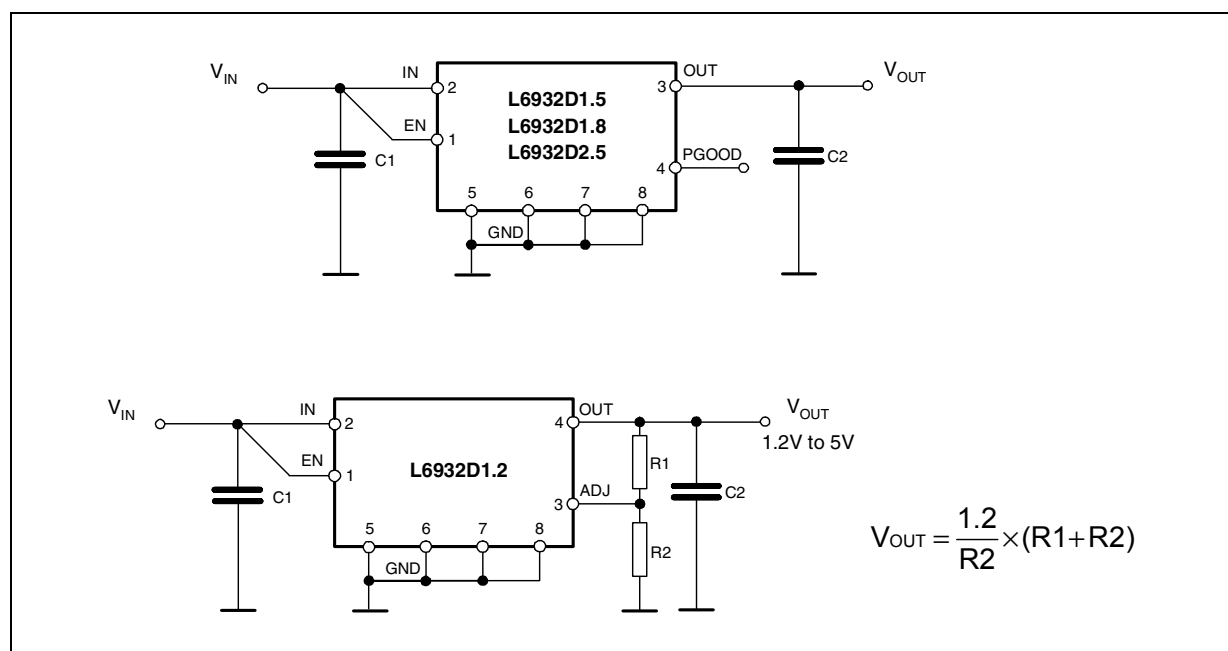 V_IN IN 2 L6932D1.5 3 OUT V_OUT
L6932D1.8
EN 1 L6932D2.5
C1 4 PGOOD C2
5 6 7 8
GND
V_IN IN 2 4 OUT V_OUT
1.2V to 5V
EN 1 L6932D1.2 R1
C1 3 ADJ C2
5 6 7 8
GND R2
V_OUT = 1.2/R2 × (R1+R2)